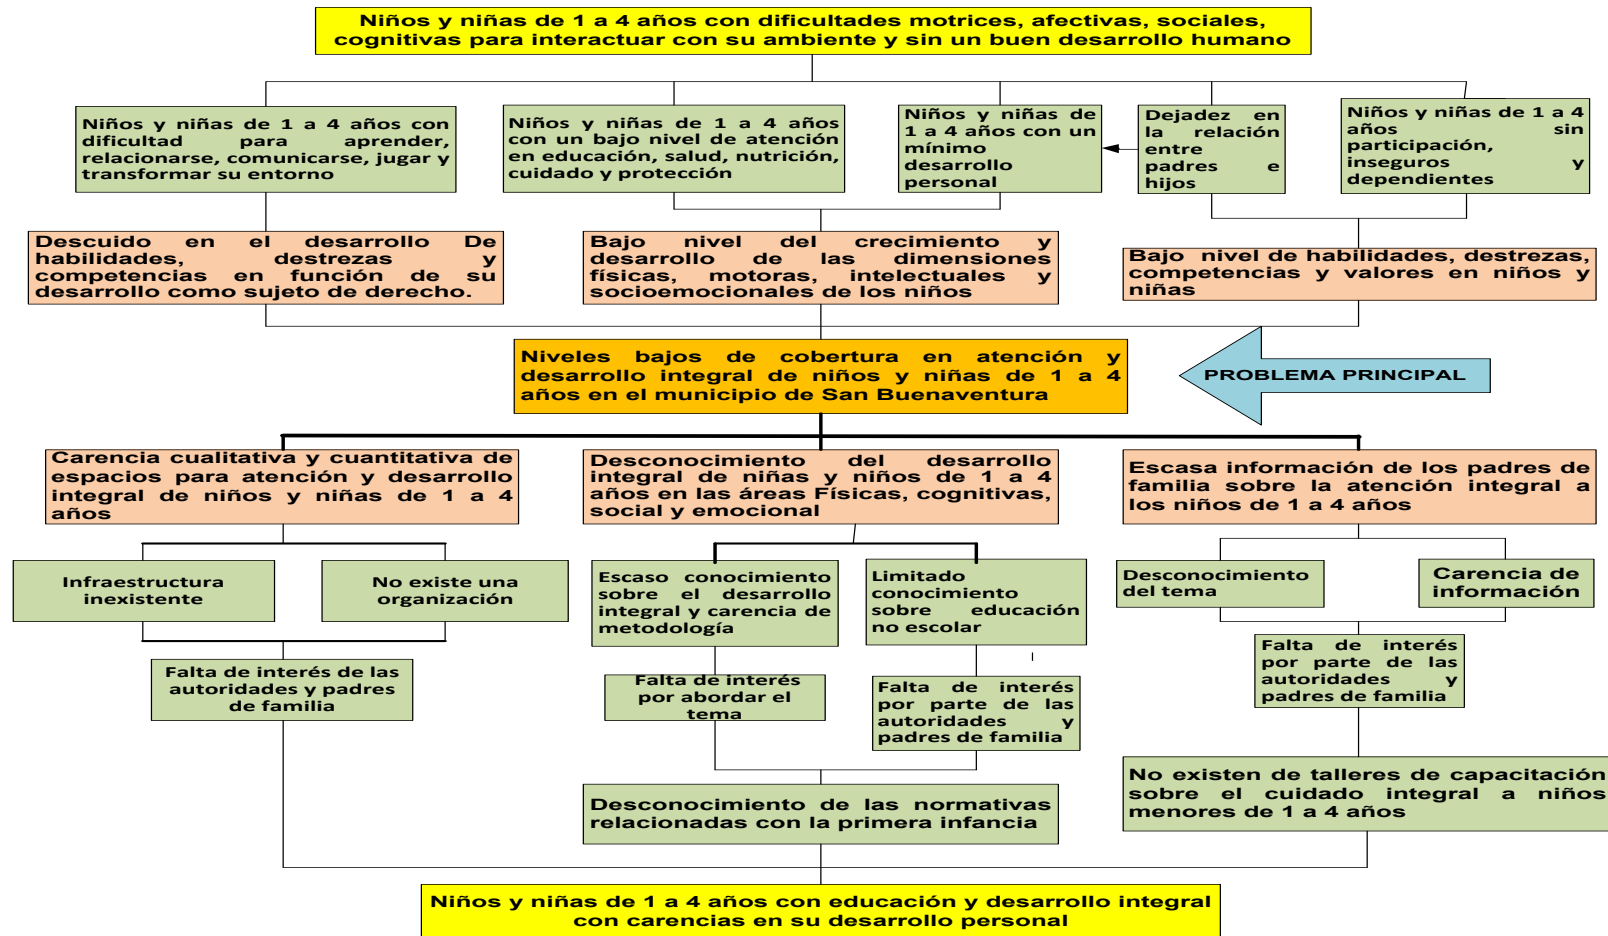 Niños y niñas de 1 a 4 años con dificultades motrices, afectivas, sociales,
cognitivas para interactuar con su ambiente y sin un buen desarrollo humano
Niños y niñas de 1 a 4 años con
dificultad para aprender,
relacionarse, comunicarse, jugar y
transformar su entorno
Niños y niñas de 1 a 4 años
con un bajo nivel de atención
en educación, salud, nutrición,
cuidado y protección
Niños y niñas de
1 a 4 años con un
mínimo
desarrollo
personal
Dejadez en
la relación
entre
padres e
hijos
Niños y niñas de 1 a 4
años sin
participación,
inseguros y
dependientes
Descuido en el desarrollo De
habilidades, destrezas y
competencias en función de su
desarrollo como sujeto de derecho.
Bajo nivel del crecimiento y
desarrollo de las dimensiones
físicas, motoras, intelectuales y
socioemocionales de los niños
Bajo nivel de habilidades, destrezas,
competencias y valores en niños y
niñas
Niveles bajos de cobertura en atención y
desarrollo integral de niños y niñas de 1 a 4
años en el municipio de San Buenaventura
PROBLEMA PRINCIPAL
Carencia cualitativa y cuantitativa de
espacios para atención y desarrollo
integral de niños y niñas de 1 a 4
años
Desconocimiento del desarrollo
integral de niñas y niños de 1 a 4
años en las áreas Físicas, cognitivas,
social y emocional
Escasa información de los padres de
familia sobre la atención integral a
los niños de 1 a 4 años
Infraestructura
inexistente
No existe una
organización
Escaso conocimiento
sobre el desarrollo
integral y carencia de
metodología
Limitado
conocimiento
sobre educación
no escolar
Desconocimiento
del tema
Carencia de
información
Falta de interés de las
autoridades y padres
de familia
Falta de interés
por abordar el
tema
Falta de interés
por parte de las
autoridades y
padres de familia
Falta de interés
por parte de las
autoridades y
padres de familia
Desconocimiento de las normativas
relacionadas con la primera infancia
No existen de talleres de capacitación
sobre el cuidado integral a niños
menores de 1 a 4 años
Niños y niñas de 1 a 4 años con educación y desarrollo integral
con carencias en su desarrollo personal